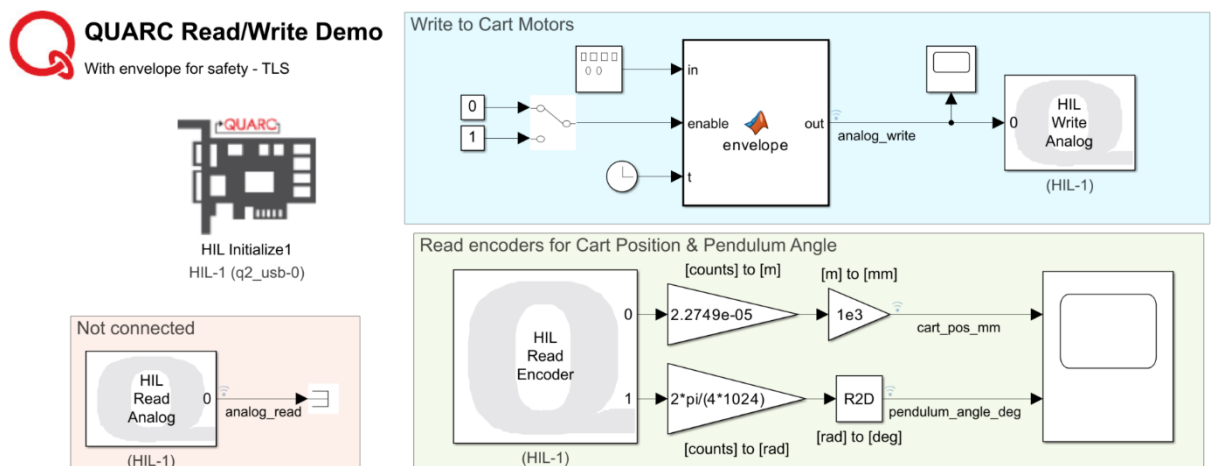 QUARC Read/Write Demo
With envelope for safety - TLS
QUARC
HIL Initialize1
HIL-1 (q2_usb-0)
Not connected
HIL
Read
Analog
0
analog_read
(HIL-1)
Write to Cart Motors
0
1
in
enable
t
envelope
out
analog_write
0
HIL
Write
Analog
(HIL-1)
Read encoders for Cart Position & Pendulum Angle
HIL
Read
Encoder
0
1
(HIL-1)
[counts] to [m]
2.2749e-05
[m] to [mm]
1e3
cart_pos_mm
2*pi/(4*1024)
[counts] to [rad]
R2D
[rad] to [deg]
pendulum_angle_deg